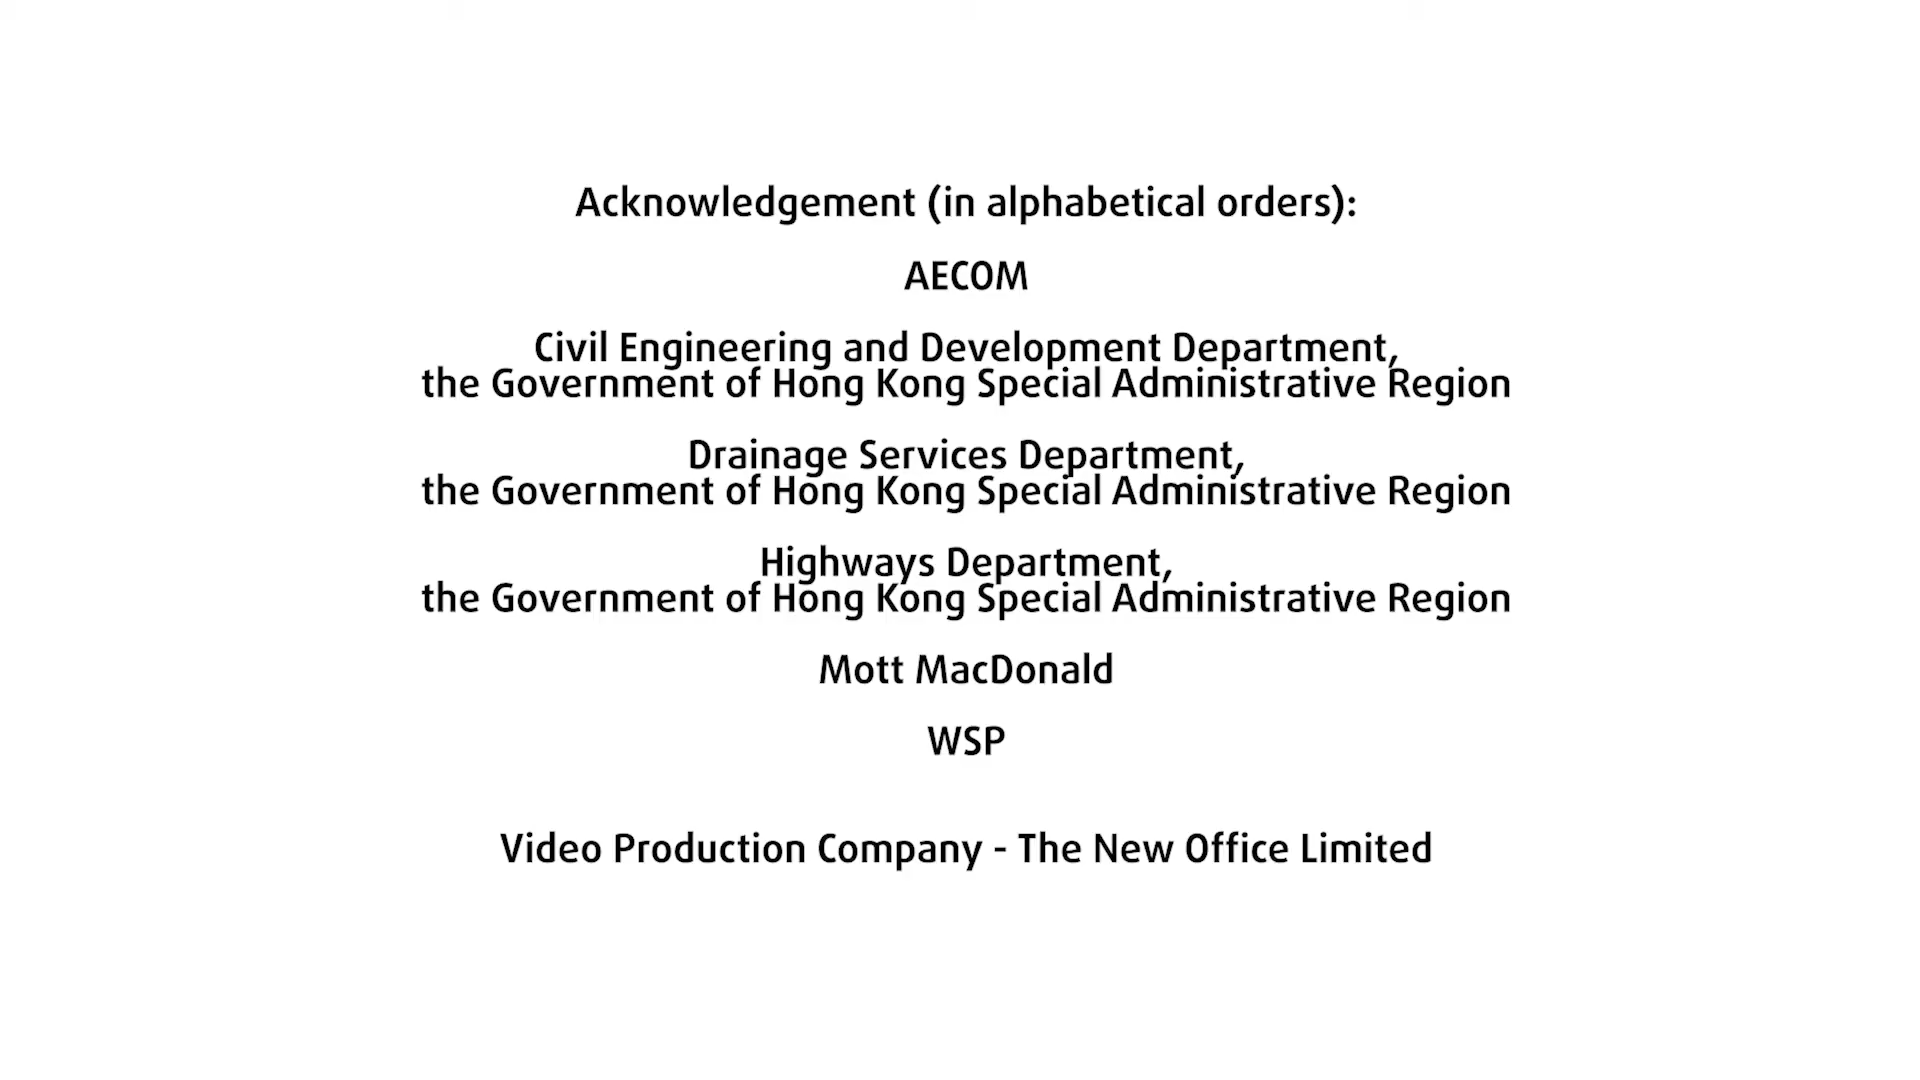 Acknowledgement (in alphabetical orders):
AECOM
Civil Engineering and Development Department,
the Government of Hong Kong Special Administrative Region
Drainage Services Department,
the Government of Hong Kong Special Administrative Region
Highways Department,
the Government of Hong Kong Special Administrative Region
Mott MacDonald
WSP
Video Production Company - The New Office Limited